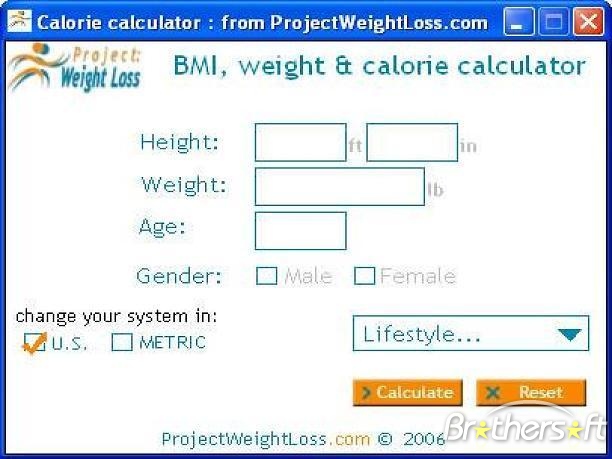 Calorie calculator : from ProjectWeightLoss.com
Project:
Weight Loss
BMI, weight & calorie calculator
Height: ft in
Weight: lb
Age:
Gender: Male Female
change your system in:
U.S. METRIC
Lifestyle...
Calculate Reset
ProjectWeightLoss.com © 2006
Brothersoft